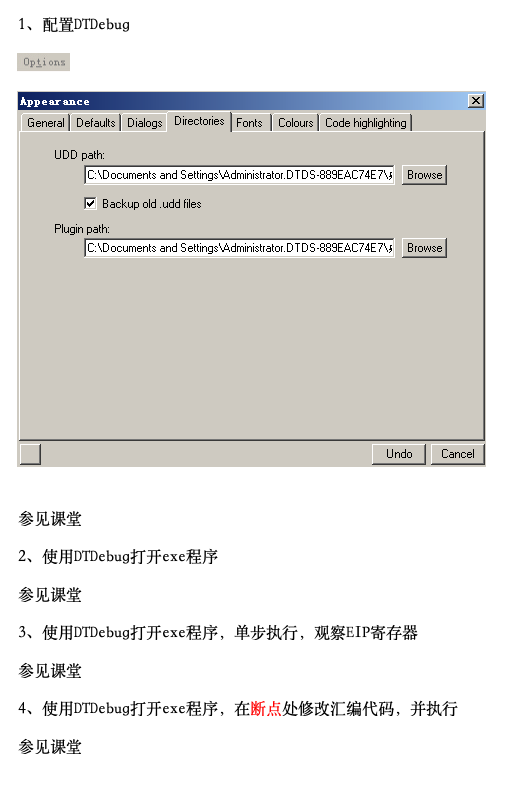 1、配置DTDebug
Options
Appearance
General Defaults Dialogs Directories Fonts Colours Code highlighting
UDD path:
C:\Documents and Settings\Administrator.DTDS-889EAC74E7\ Browse
Backup old .udd files
Plugin path:
C:\Documents and Settings\Administrator.DTDS-889EAC74E7\ Browse
Undo Cancel
参见课堂
2、使用DTDebug打开exe程序
参见课堂
3、使用DTDebug打开exe程序，单步执行，观察EIP寄存器
参见课堂
4、使用DTDebug打开exe程序，在断点处修改汇编代码，并执行
参见课堂